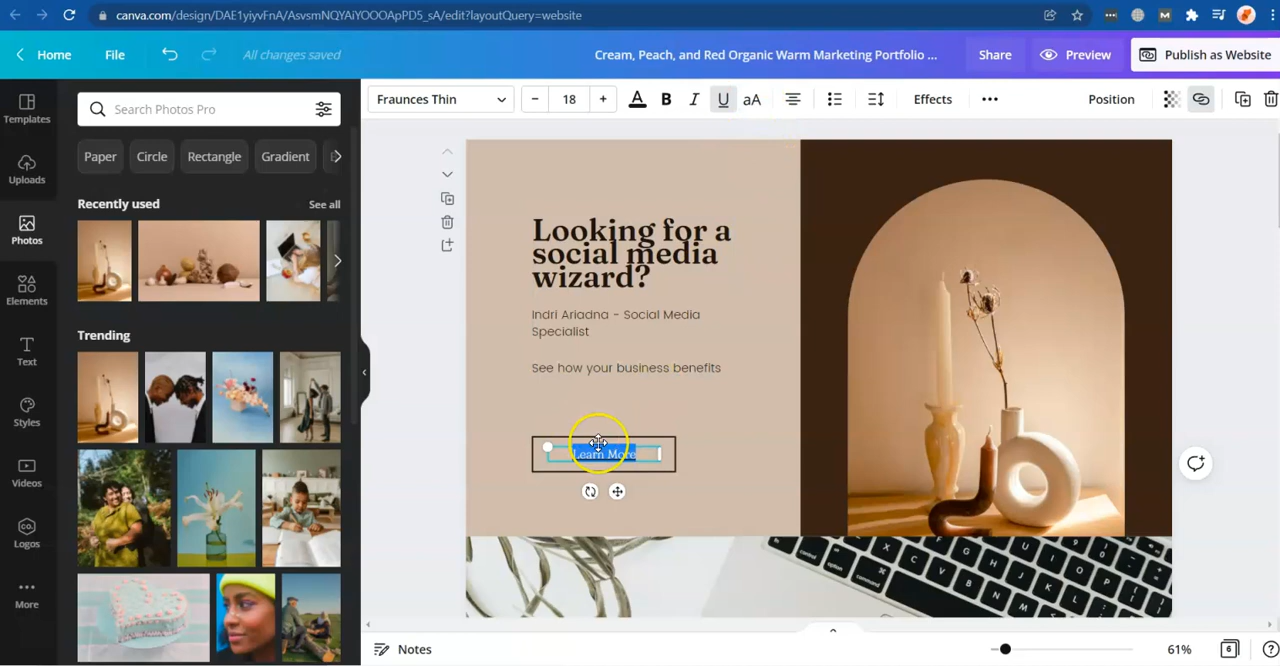 canva.com/design/DAE1yiyvFnA/AsvsmNQYAiYOOOApPD5_sA/edit?layoutQuery=website
Home File All changes saved Cream, Peach, and Red Organic Warm Marketing Portfolio ... Share Preview Publish as Website
Templates
Uploads
Photos
Elements
Text
Styles
Videos
Logos
More
Search Photos Pro
Paper Circle Rectangle Gradient
Recently used See all
Trending
Fraunces Thin – 18 + A B I U aA Effects ... Position
Looking for a
social media
wizard?
Indri Ariadna - Social Media
Specialist
See how your business benefits
Learn More
Notes 61% 6 ?